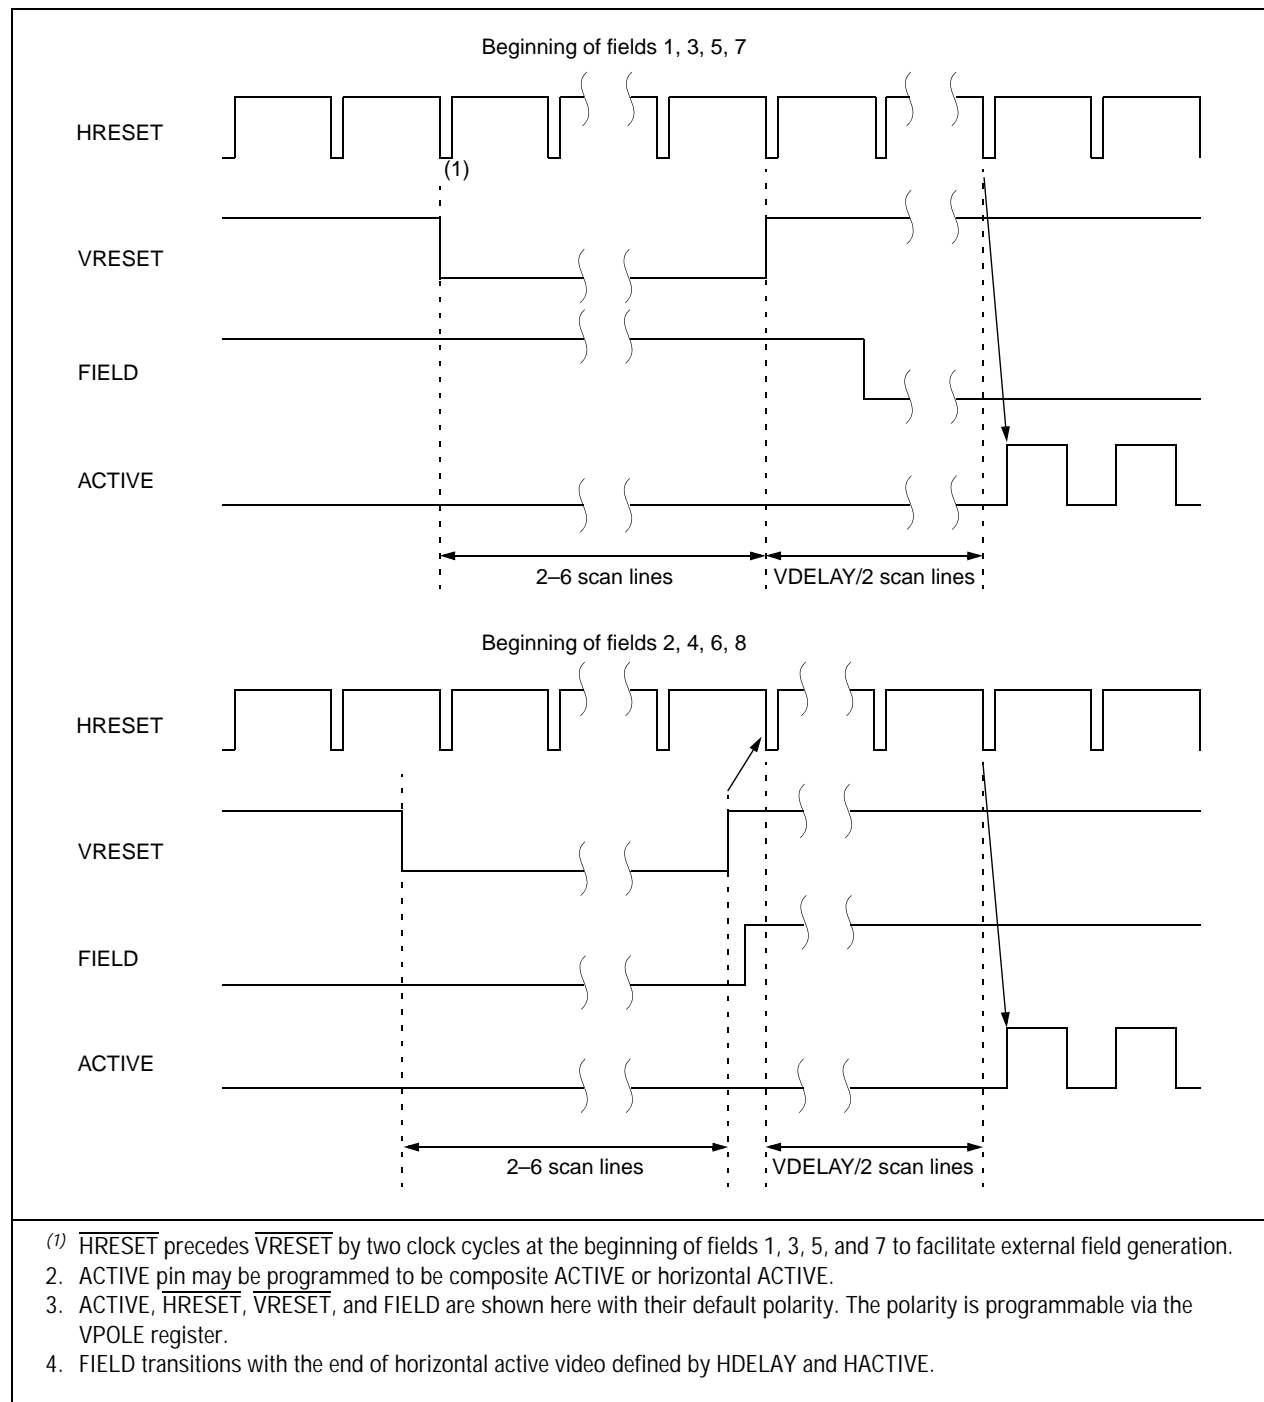 Beginning of fields 1, 3, 5, 7
HRESET
(1)
VRESET
FIELD
ACTIVE
2–6 scan lines
VDELAY/2 scan lines
Beginning of fields 2, 4, 6, 8
HRESET
VRESET
FIELD
ACTIVE
2–6 scan lines
VDELAY/2 scan lines
(1) HRESET precedes VRESET by two clock cycles at the beginning of fields 1, 3, 5, and 7 to facilitate external field generation.
2. ACTIVE pin may be programmed to be composite ACTIVE or horizontal ACTIVE.
3. ACTIVE, HRESET, VRESET, and FIELD are shown here with their default polarity. The polarity is programmable via the
VPOLE register.
4. FIELD transitions with the end of horizontal active video defined by HDELAY and HACTIVE.